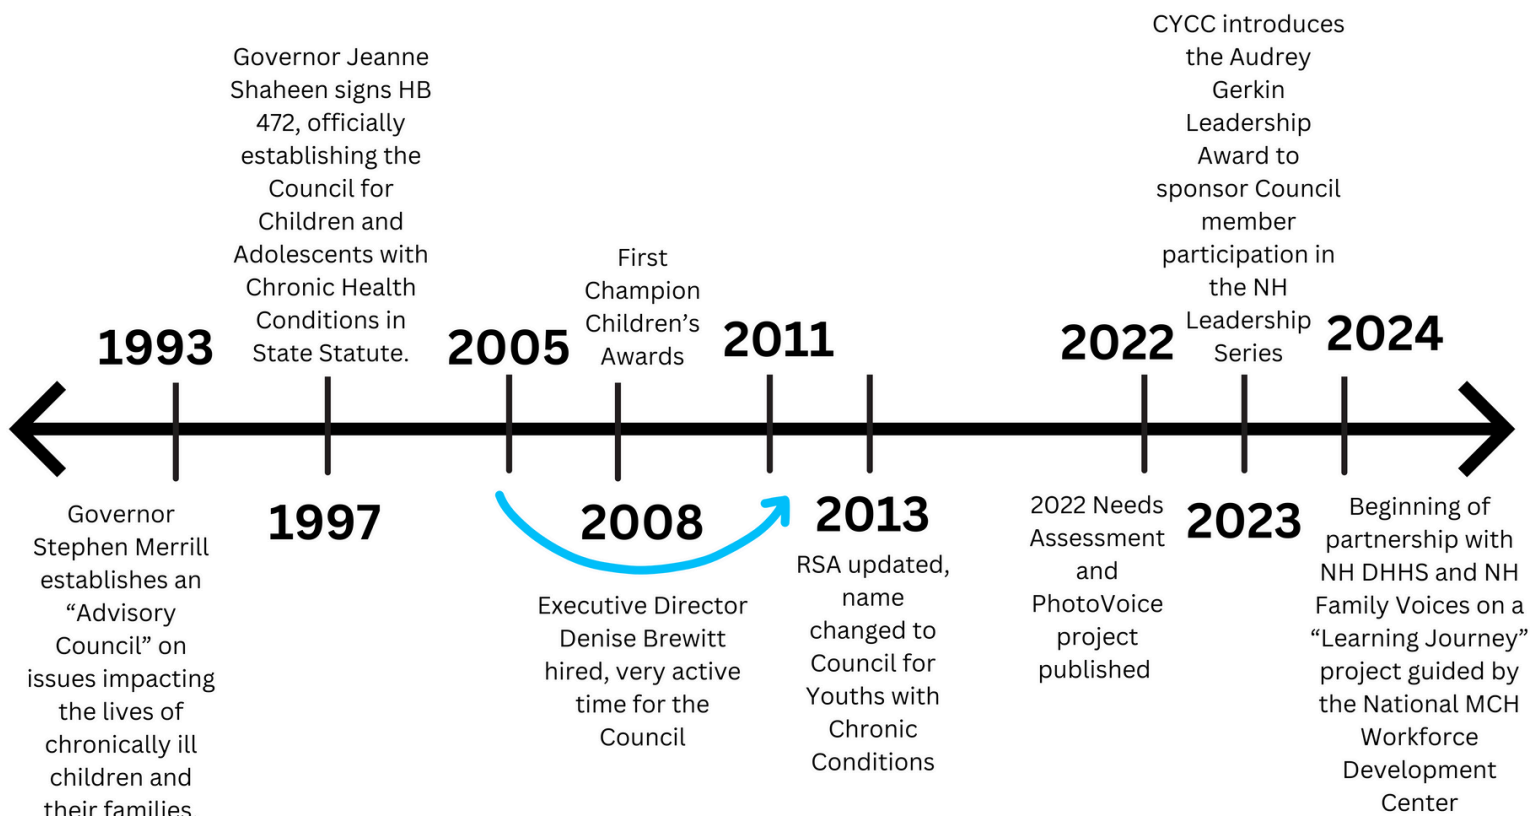 1993
Governor
Stephen Merrill
establishes an
“Advisory
Council” on
issues impacting
the lives of
chronically ill
children and
their families.
Governor Jeanne
Shaheen signs HB
472, officially
establishing the
Council for
Children and
Adolescents with
Chronic Health
Conditions in
State Statute.
1997
2005
Executive Director
Denise Brewitt
hired, very active
time for the
Council
First
Champion
Children’s
Awards
2008
2011
2013
RSA updated,
name
changed to
Council for
Youths with
Chronic
Conditions
2022
2022 Needs
Assessment
and
PhotoVoice
project
published
CYCC introduces
the Audrey
Gerkin
Leadership
Award to
sponsor Council
member
participation in
the NH
Leadership
Series
2023
2024
Beginning of
partnership with
NH DHHS and NH
Family Voices on a
“Learning Journey”
project guided by
the National MCH
Workforce
Development
Center